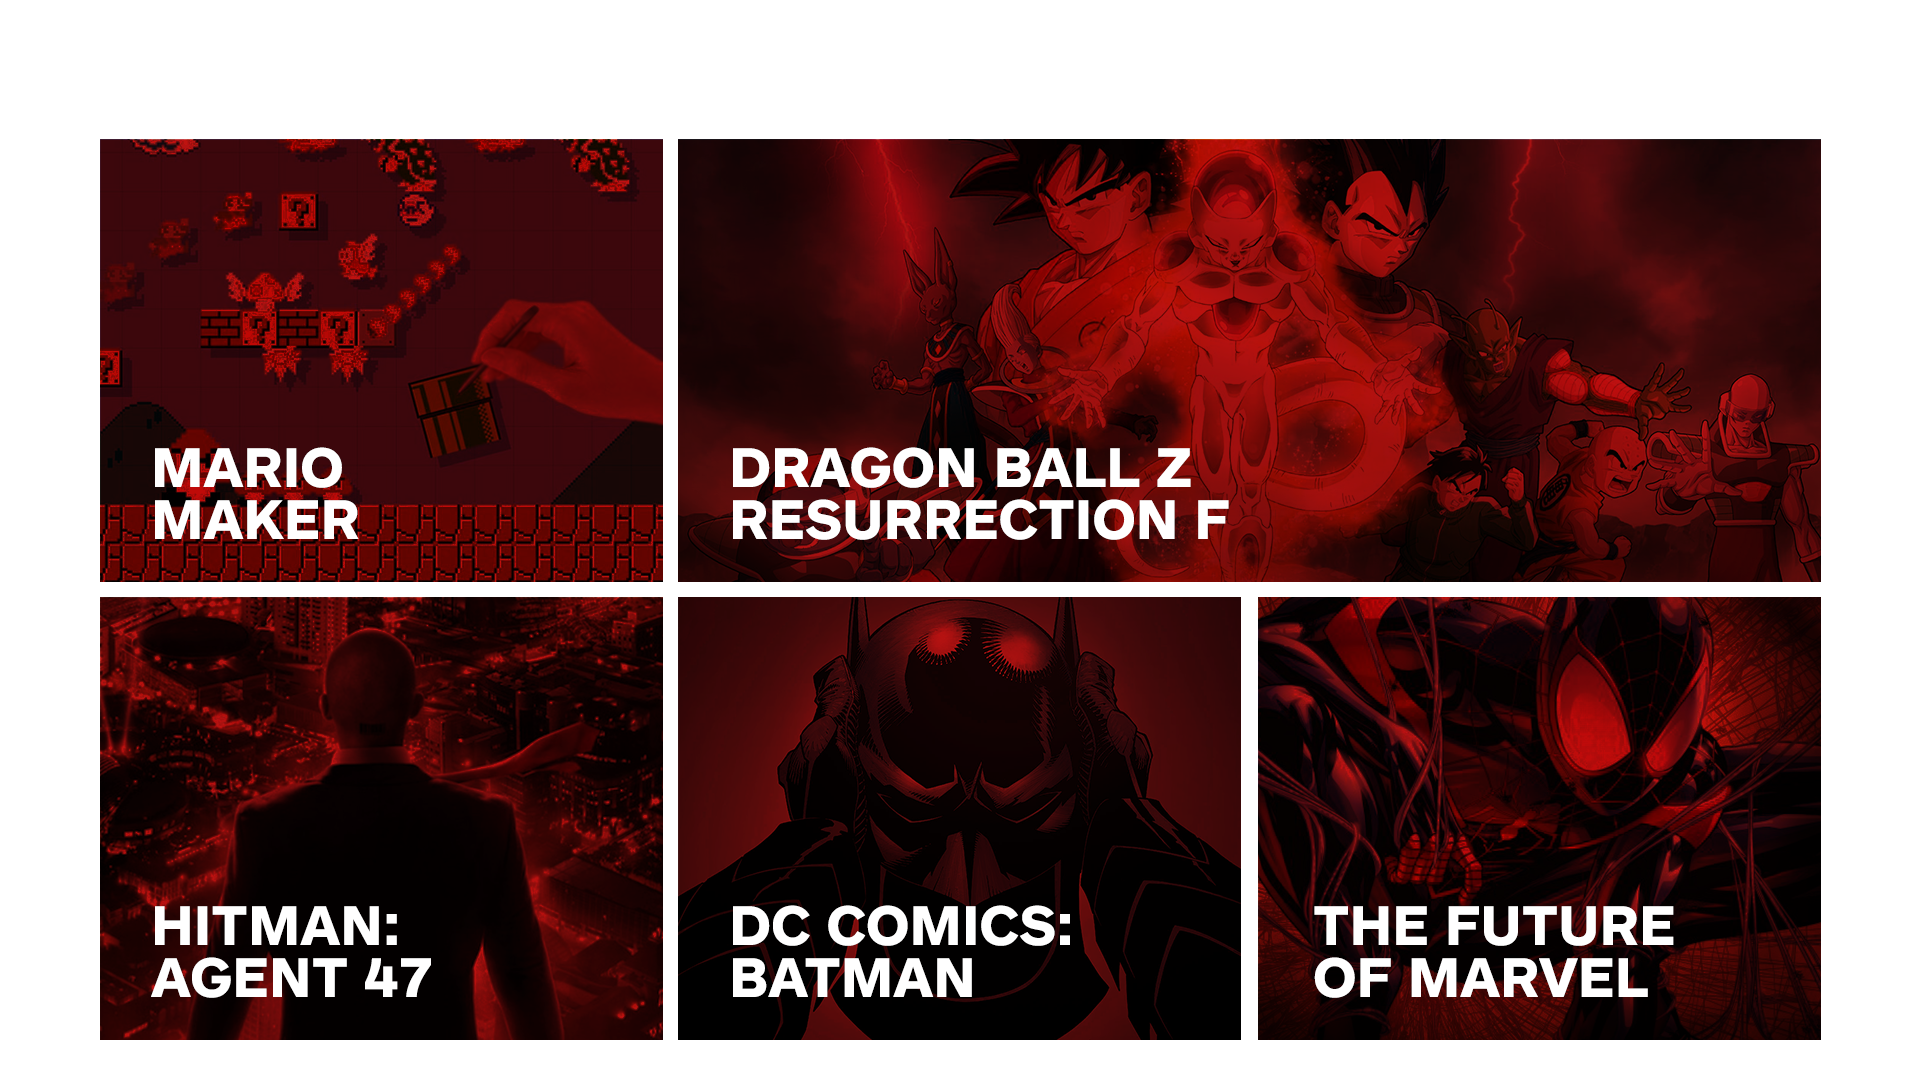 MARIO
MAKER
DRAGON BALL Z
RESURRECTION F
HITMAN:
AGENT 47
DC COMICS:
BATMAN
THE FUTURE
OF MARVEL